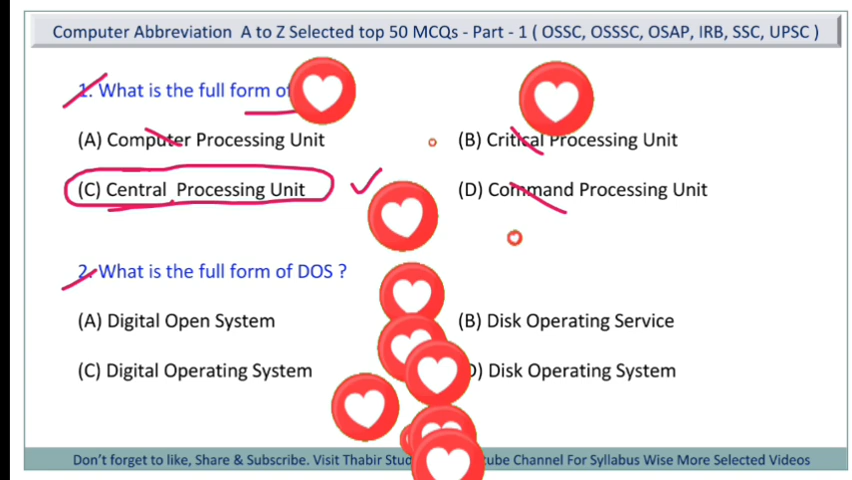 Computer Abbreviation A to Z Selected top 50 MCQs - Part - 1 ( OSSC, OSSSC, OSAP, IRB, SSC, UPSC )
1. What is the full form of
(A) Computer Processing Unit
(B) Critical Processing Unit
(C) Central Processing Unit
(D) Command Processing Unit
2. What is the full form of DOS ?
(A) Digital Open System
(B) Disk Operating Service
(C) Digital Operating System
D) Disk Operating System
Don't forget to like, Share & Subscribe. Visit Thabir Channel For Syllabus Wise More Selected Videos